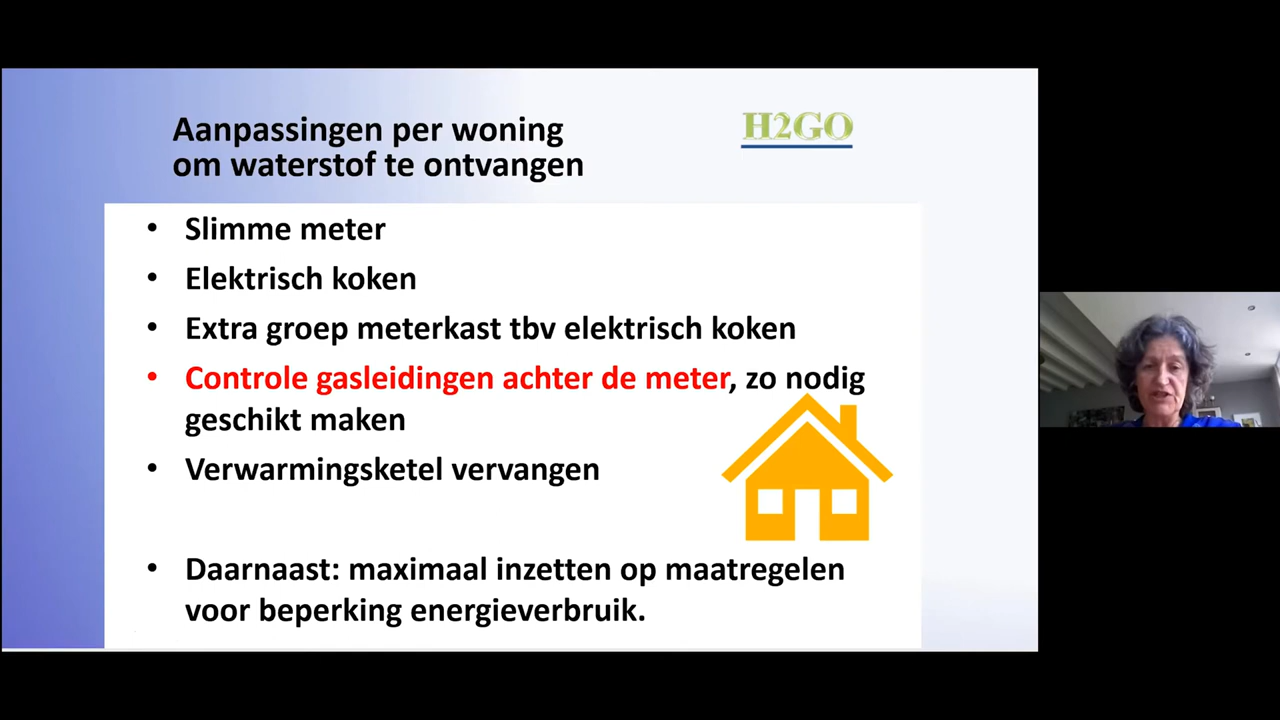 Aanpassingen per woning
om waterstof te ontvangen
H2GO
• Slimme meter
• Elektrisch koken
• Extra groep meterkast tbv elektrisch koken
• Controle gasleidingen achter de meter, zo nodig
geschikt maken
• Verwarmingsketel vervangen
• Daarnaast: maximaal inzetten op maatregelen
voor beperking energieverbruik.